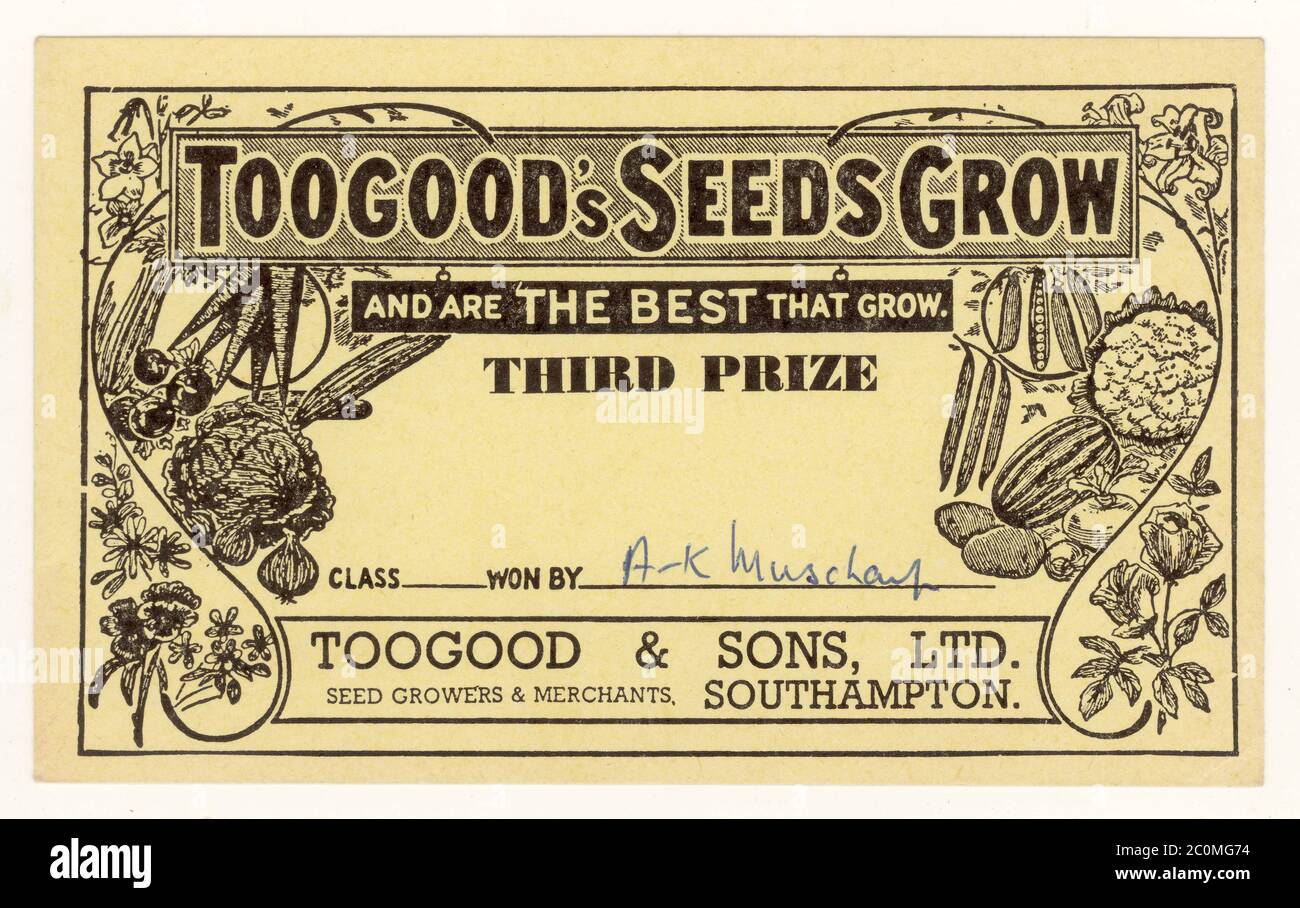 TOOGOOD's SEEDS GROW
AND ARE "THE BEST THAT GROW.
THIRD PRIZE
CLASS WON BY A-K
TOOGOOD & SONS, LTD.
SEED GROWERS & MERCHANTS, SOUTHAMPTON.
alamy
a
alamy
Image ID: 2C0MG74
www.alamy.com